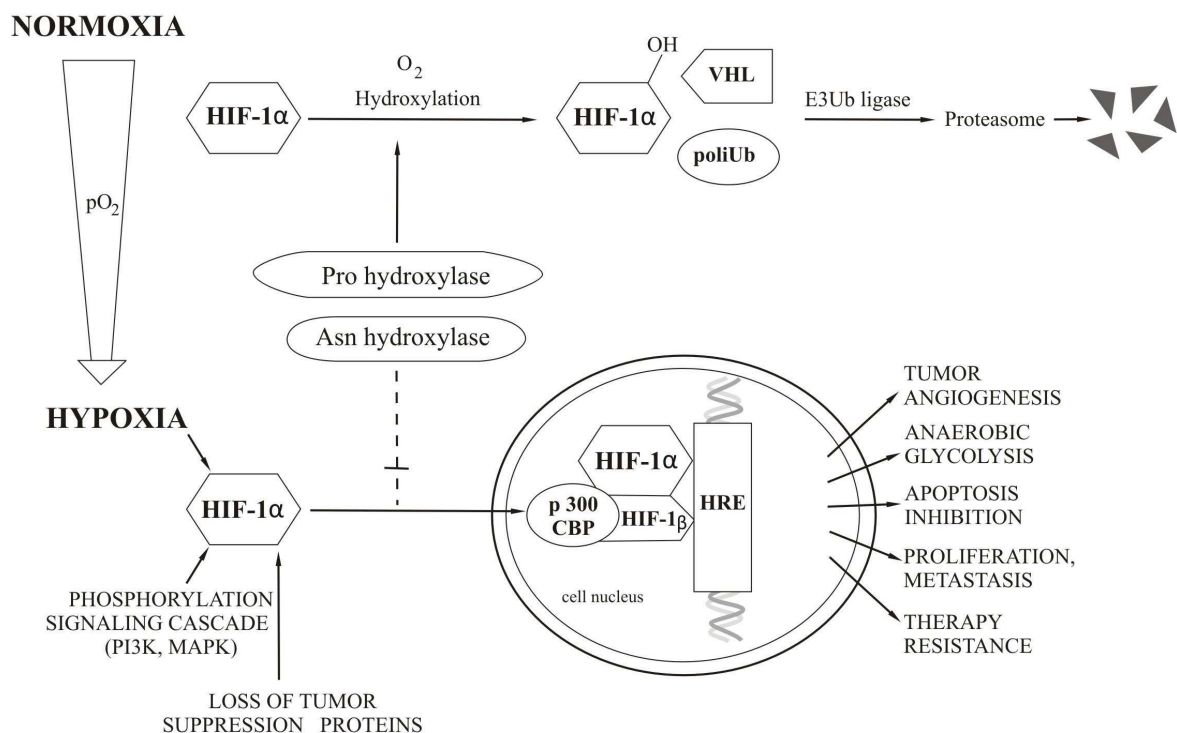 NORMOXIA
pO2
HYPOXIA
HIF-1α
O2
Hydroxylation
OH
HIF-1α
VHL
poliUb
E3Ub ligase
Proteasome
Pro hydroxylase
Asn hydroxylase
HIF-1α
PHOSPHORYLATION
SIGNALING CASCADE
(PI3K, MAPK)
LOSS OF TUMOR
SUPPRESSION PROTEINS
HIF-1α
p 300
CBP
HIF-1β
HRE
cell nucleus
TUMOR
ANGIOGENESIS
ANAEROBIC
GLYCOLYSIS
APOPTOSIS
INHIBITION
PROLIFERATION,
METASTASIS
THERAPY
RESISTANCE